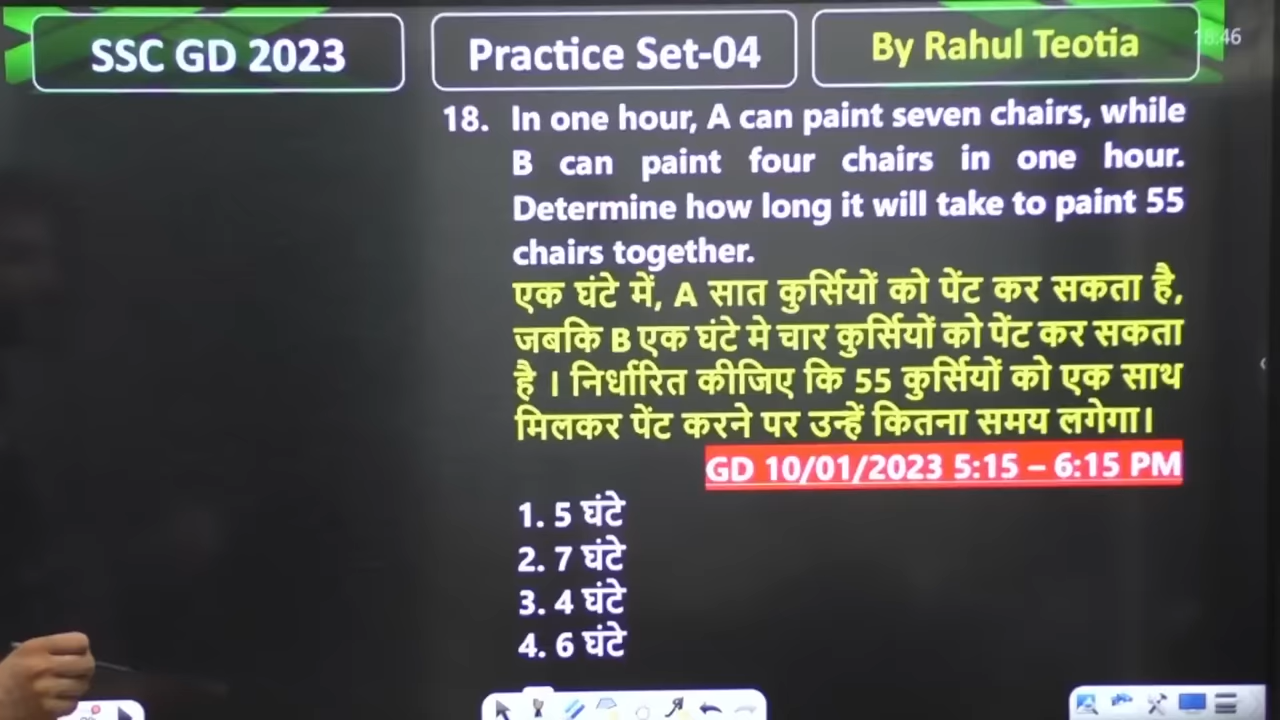 SSC GD 2023
Practice Set-04
By Rahul Teotia
18:46
18. In one hour, A can paint seven chairs, while
B can paint four chairs in one hour.
Determine how long it will take to paint 55
chairs together.
एक घंटे में, A सात कुर्सियों को पेंट कर सकता है,
जबकि B एक घंटे मे चार कुर्सियों को पेंट कर सकता
है । निर्धारित कीजिए कि 55 कुर्सियों को एक साथ
मिलकर पेंट करने पर उन्हें कितना समय लगेगा।
GD 10/01/2023 5:15 – 6:15 PM
1. 5 घंटे
2. 7 घंटे
3. 4 घंटे
4. 6 घंटे